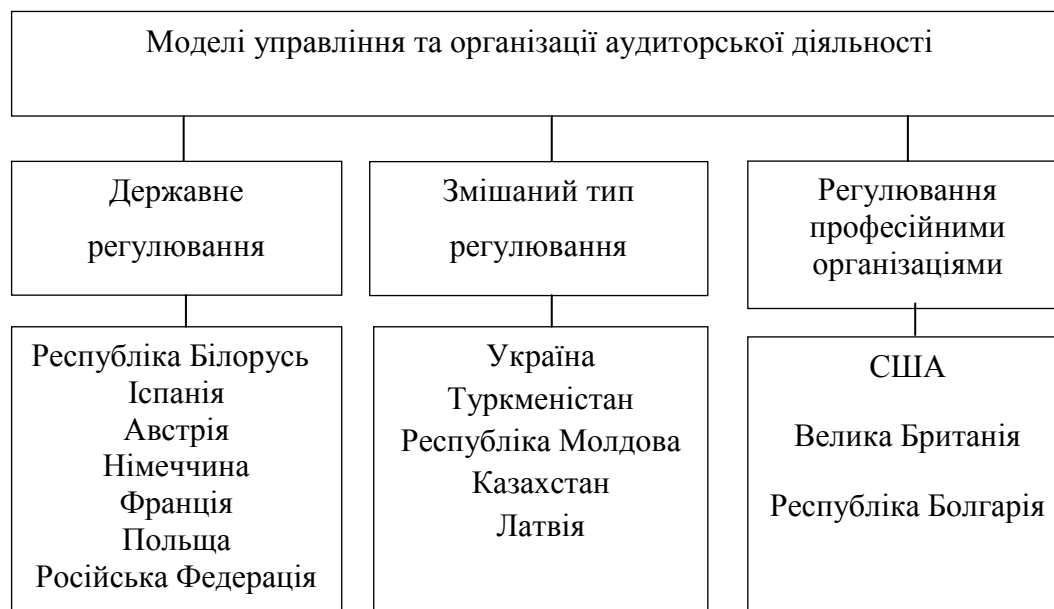 Моделі управління та організації аудиторської діяльності
Державне
регулювання
Змішаний тип
регулювання
Регулювання
професійними
організаціями
Республіка Білорусь
Іспанія
Австрія
Німеччина
Франція
Польща
Російська Федерація
Україна
Туркменістан
Республіка Молдова
Казахстан
Латвія
США
Велика Британія
Республіка Болгарія